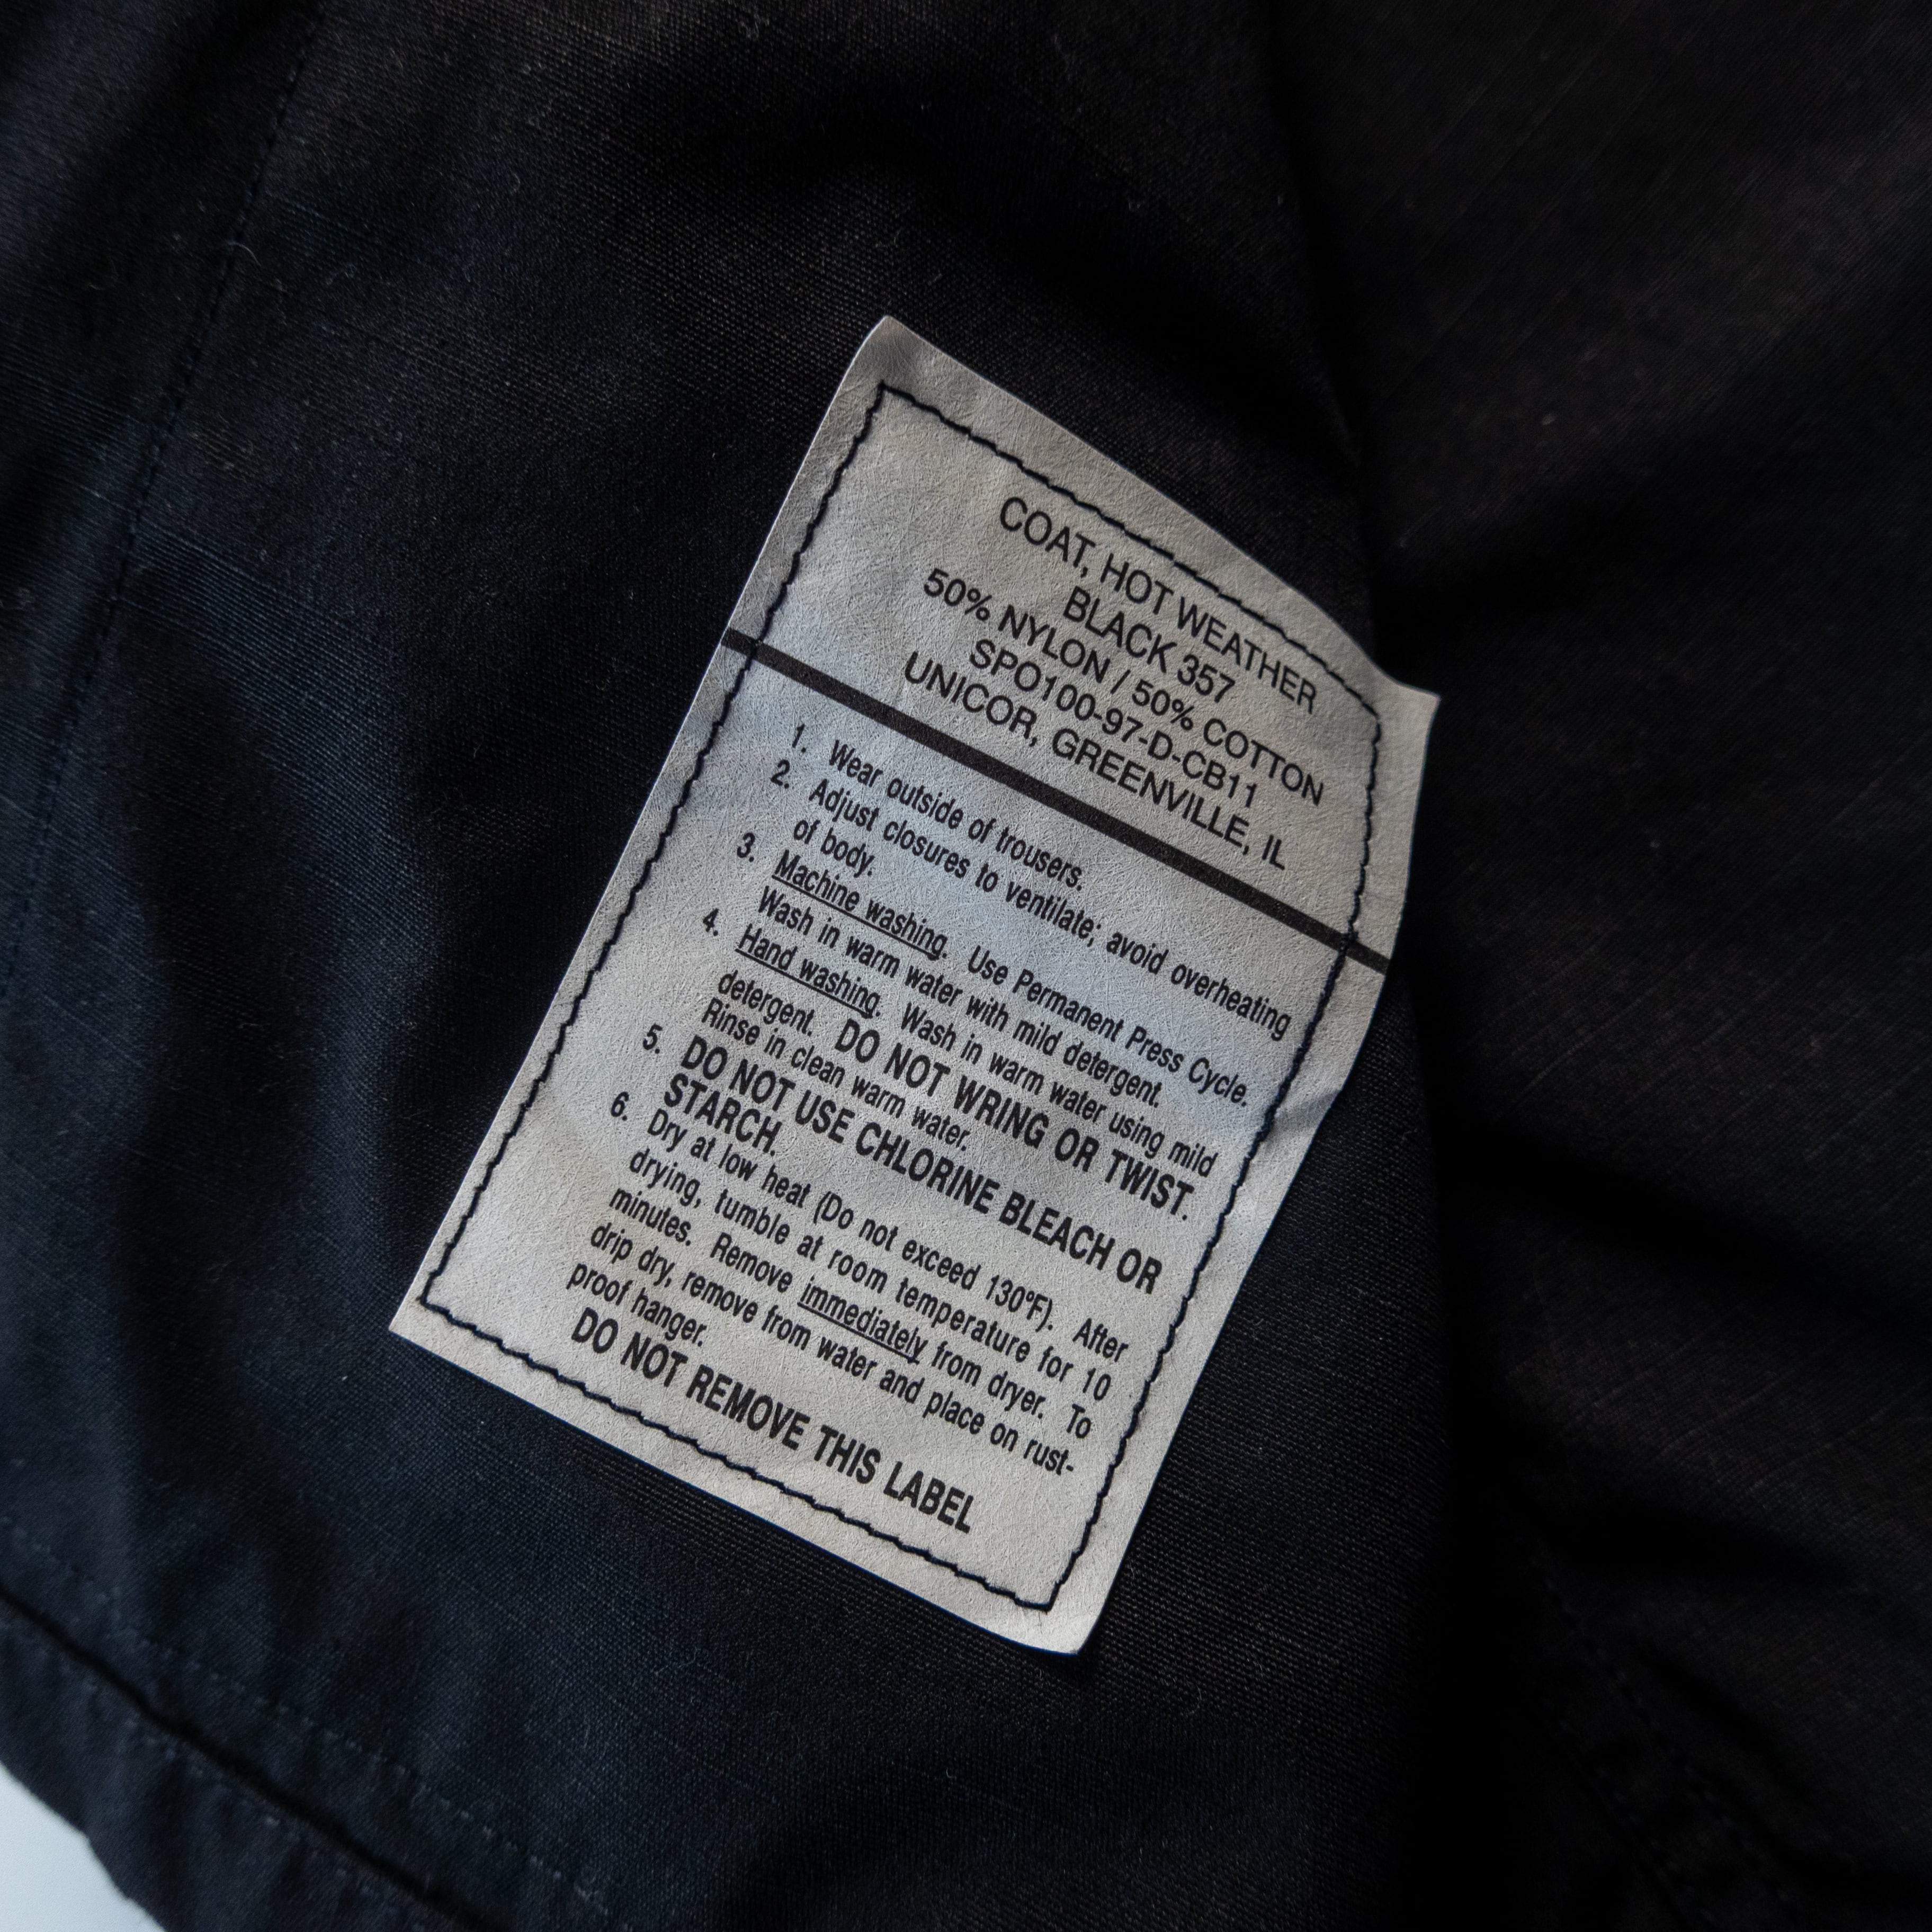 COAT, HOT WEATHER
BLACK 357
50% NYLON / 50% COTTON
SPO100-97-D-CB11
UNICOR, GREENVILLE, IL
1. Wear outside of trousers.
2. Adjust closures to ventilate; avoid overheating
of body.
3. Machine washing. Use Permanent Press Cycle.
Wash in warm water with mild detergent.
4. Hand washing. Wash in warm water using mild
detergent. DO NOT WRING OR TWIST.
Rinse in clean warm water.
5. DO NOT USE CHLORINE BLEACH OR
STARCH.
6. Dry at low heat (Do not exceed 130°F). After
drying, tumble at room temperature for 10
minutes. Remove immediately from dryer. To
drip dry, remove from water and place on rust-
proof hanger.
DO NOT REMOVE THIS LABEL